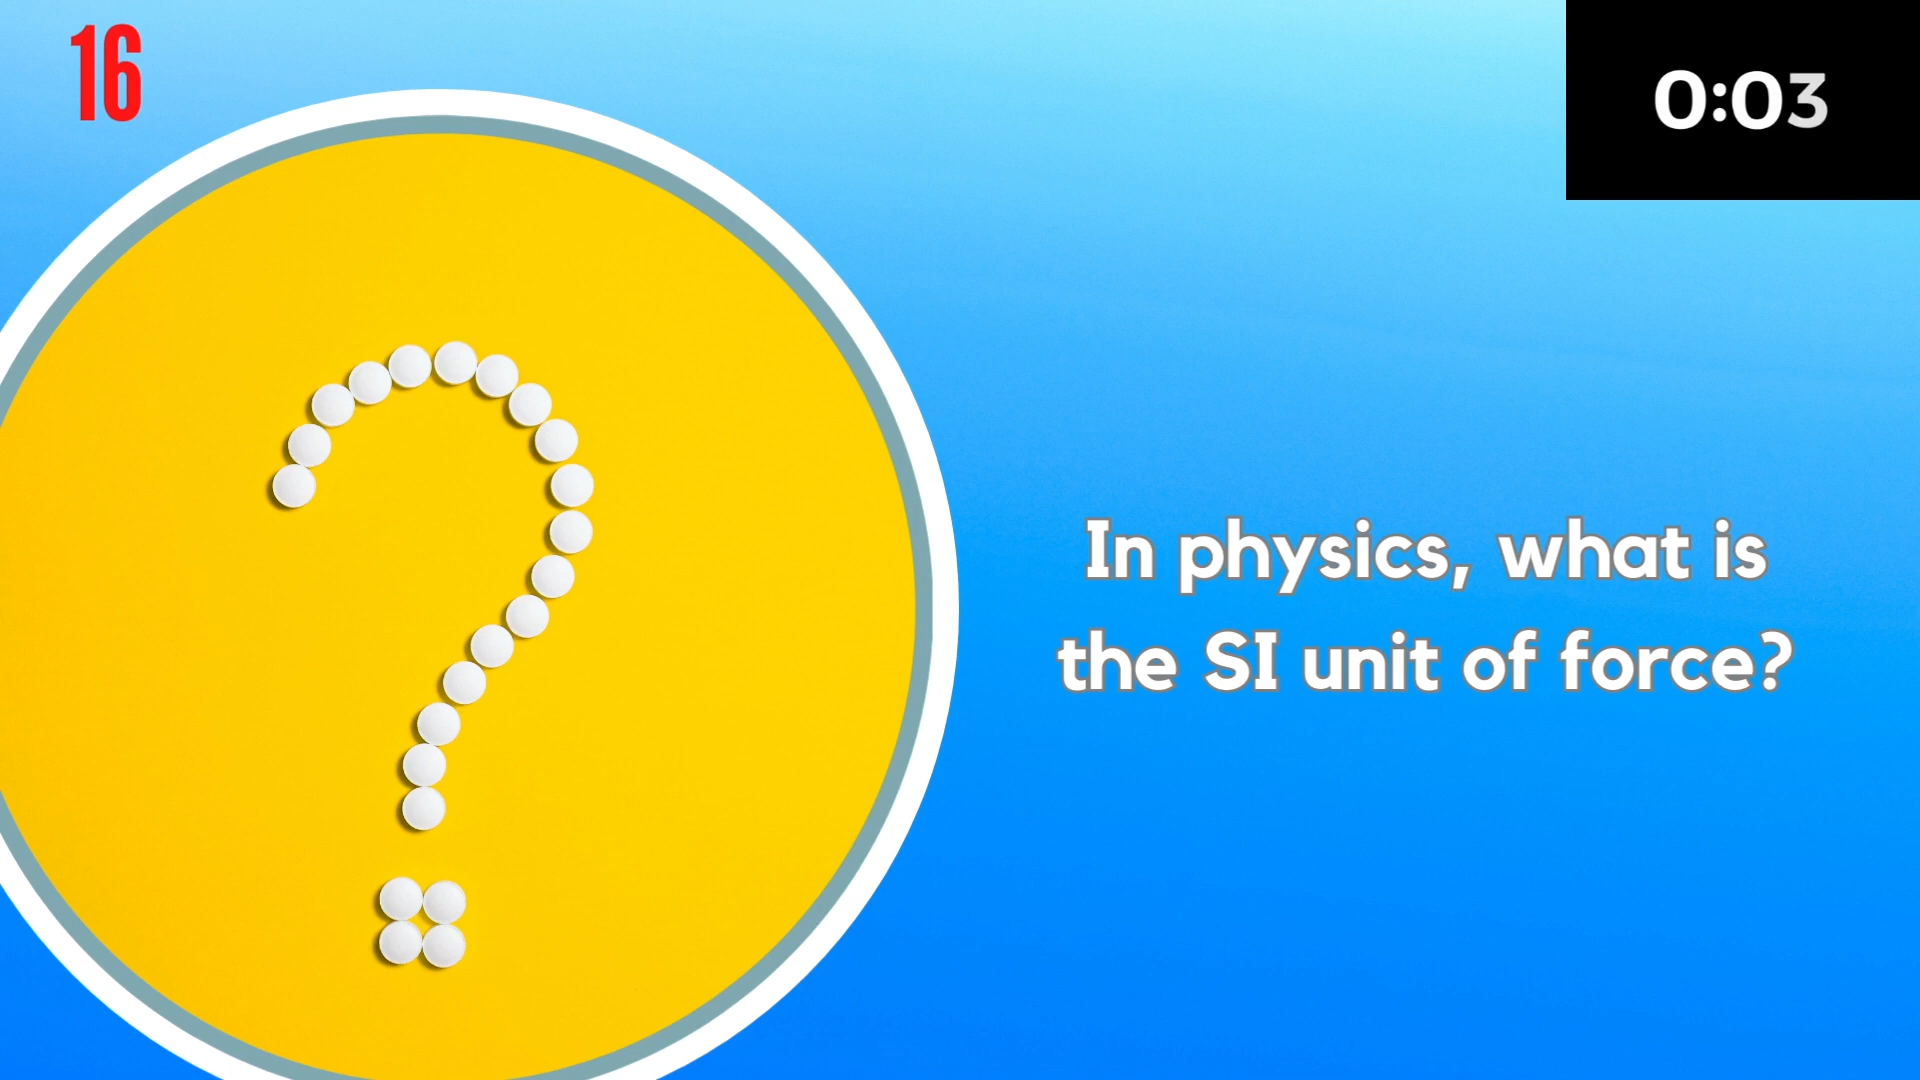 16
0:03
In physics, what is
the SI unit of force?